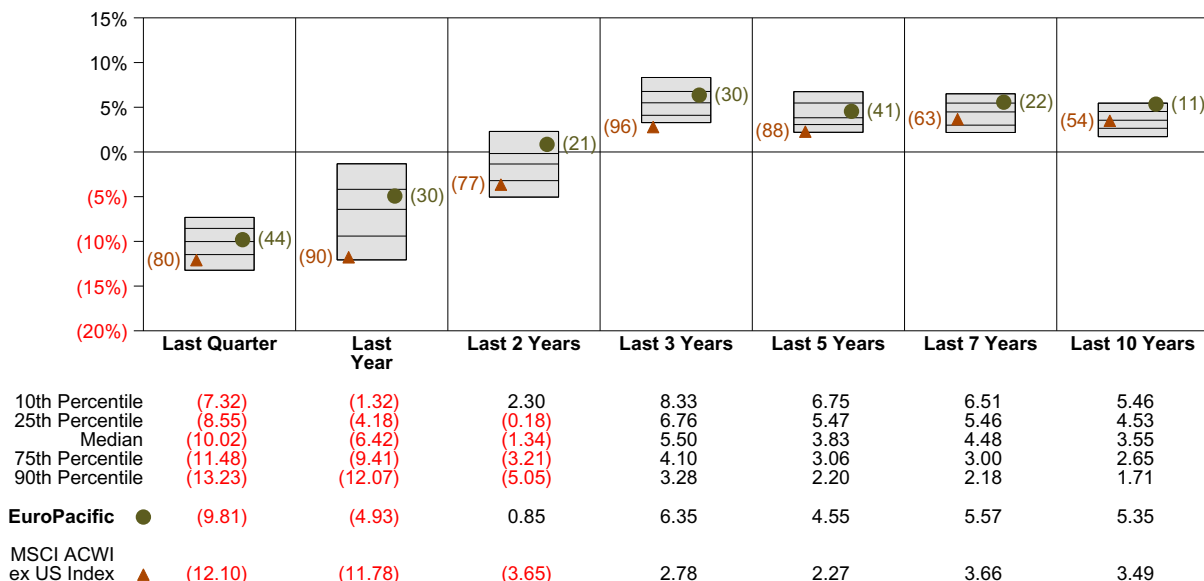 15%
10%
5%
0%
(5%)
(10%)
(15%)
(20%)
(80) (44)
(90) (30)
(77) (21)
(96) (30)
(88) (41)
(63) (22)
(54) (11)
Last Quarter Last Year Last 2 Years Last 3 Years Last 5 Years Last 7 Years Last 10 Years
10th Percentile (7.32) (1.32) 2.30 8.33 6.75 6.51 5.46
25th Percentile (8.55) (4.18) (0.18) 6.76 5.47 5.46 4.53
Median (10.02) (6.42) (1.34) 5.50 3.83 4.48 3.55
75th Percentile (11.48) (9.41) (3.21) 4.10 3.06 3.00 2.65
90th Percentile (13.23) (12.07) (5.05) 3.28 2.20 2.18 1.71
EuroPacific (9.81) (4.93) 0.85 6.35 4.55 5.57 5.35
MSCI ACWI
ex US Index (12.10) (11.78) (3.65) 2.78 2.27 3.66 3.49